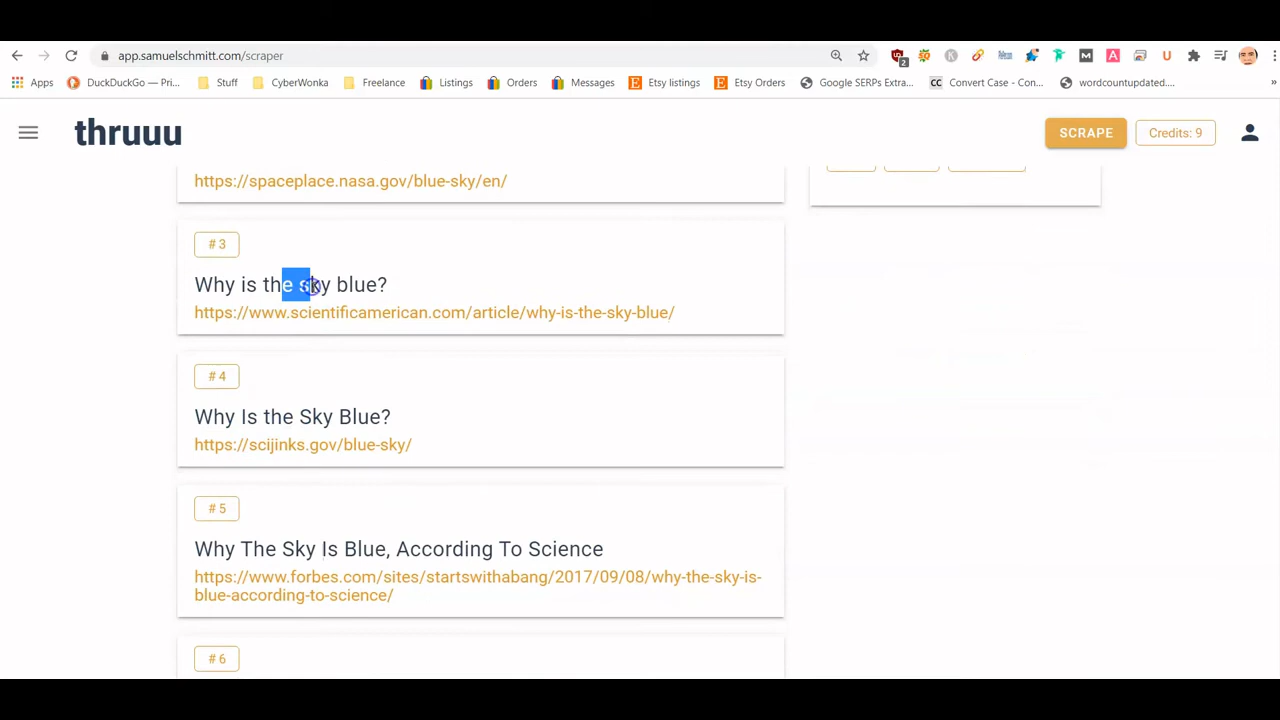 app.samuelschmitt.com/scraper
2
Apps
DuckDuckGo — Pri...
Stuff
CyberWonka
Freelance
Listings
Orders
Messages
Etsy listings
Etsy Orders
Google SERPs Extra...
CC
Convert Case - Con...
wordcountupdated....
»
thruuu
SCRAPE
Credits: 9
https://spaceplace.nasa.gov/blue-sky/en/
# 3
Why is the sky blue?
https://www.scientificamerican.com/article/why-is-the-sky-blue/
# 4
Why Is the Sky Blue?
https://scijinks.gov/blue-sky/
# 5
Why The Sky Is Blue, According To Science
https://www.forbes.com/sites/startswithabang/2017/09/08/why-the-sky-is-
blue-according-to-science/
# 6